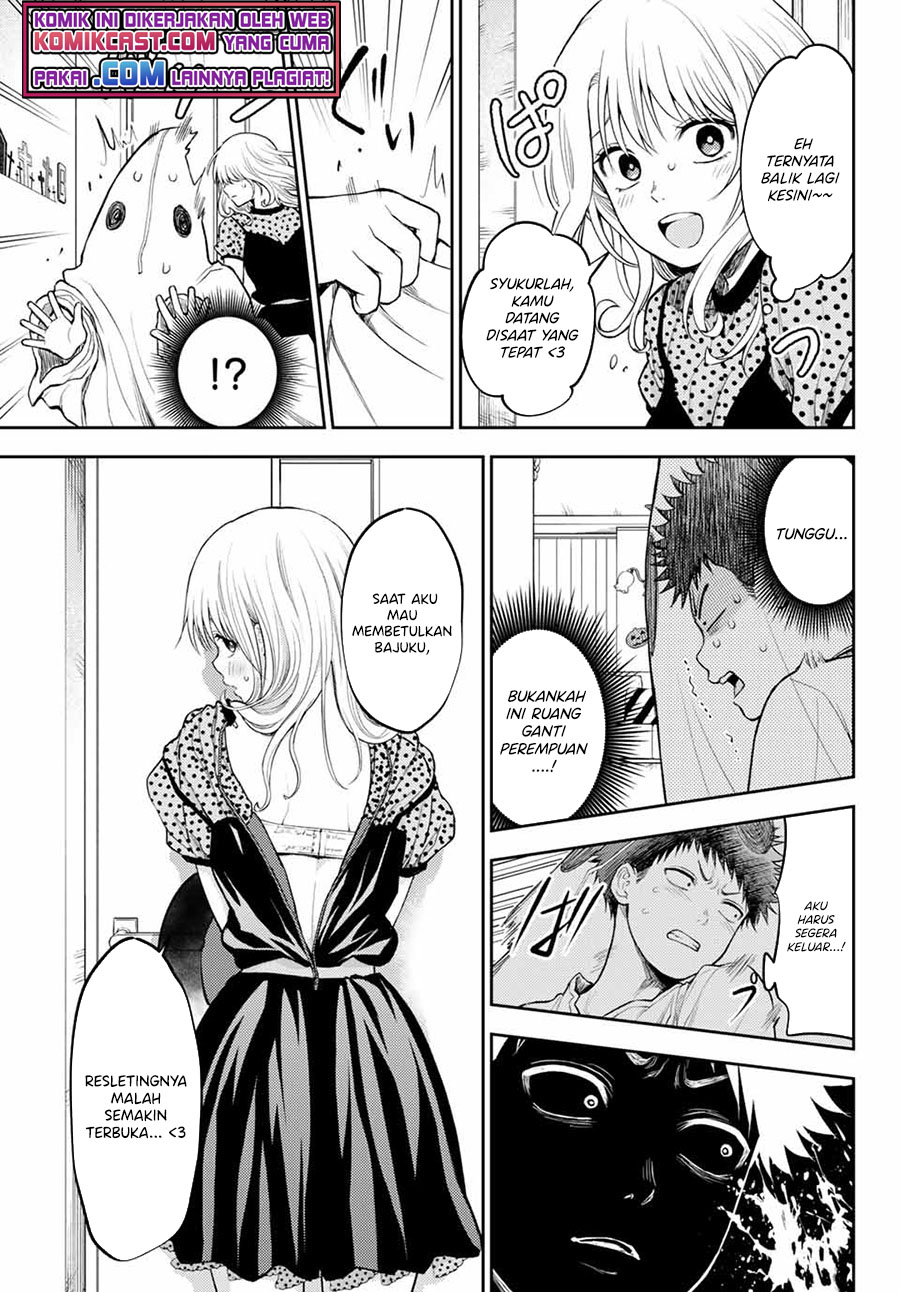 KOMIK INI DIKERJAKAN OLEH WEB
KOMIKCAST.COM YANG CUMA
PAKAI .COM LAINNYA PLAGIAT!
EH
TERNYATA
BALIK LAGI
KESINI~~
ぱっ
SYUKURLAH,
KAMU
DATANG
DISAAT YANG
TEPAT <3
!?
TUNGGU...
BUKANKAH
INI RUANG
GANTI
PEREMPUAN
.....!
AKU
HARUS
SEGERA
KELUAR...!
SAAT AKU
MAU
MEMBETULKAN
BAJUKU,
RESLETINGNYA
MALAH
SEMAKIN
TERBUKA... <3